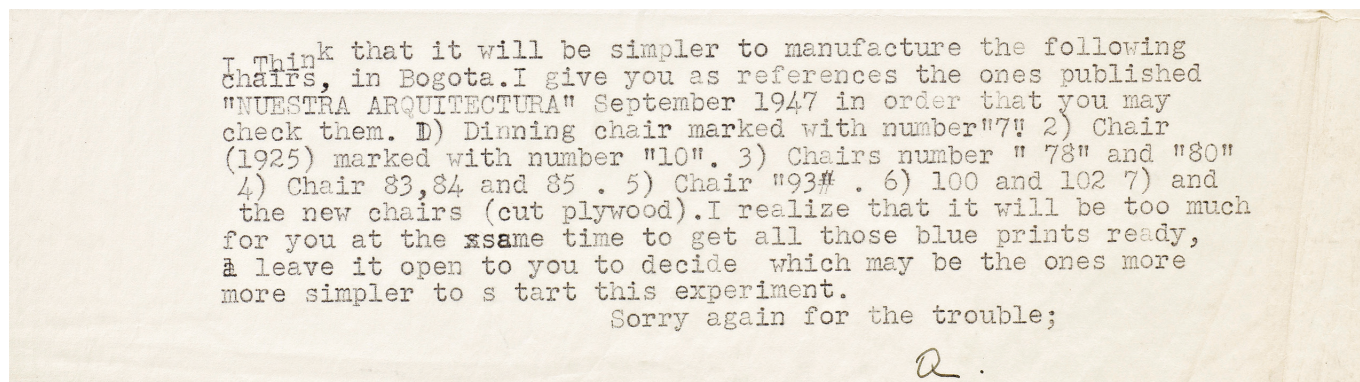 I Think that it will be simpler to manufacture the following
chairs, in Bogota.I give you as references the ones published
"NUESTRA ARQUITECTURA" September 1947 in order that you may
check them. 1) Dinning chair marked with number"7" 2) Chair
(1925) marked with number "10". 3) Chairs number " 78" and "80"
4) Chair 83,84 and 85 . 5) Chair "93# . 6) 100 and 102 7) and
the new chairs (cut plywood).I realize that it will be too much
for you at the xsame time to get all those blue prints ready,
I leave it open to you to decide which may be the ones more
more simpler to s tart this experiment.
Sorry again for the trouble;
a.